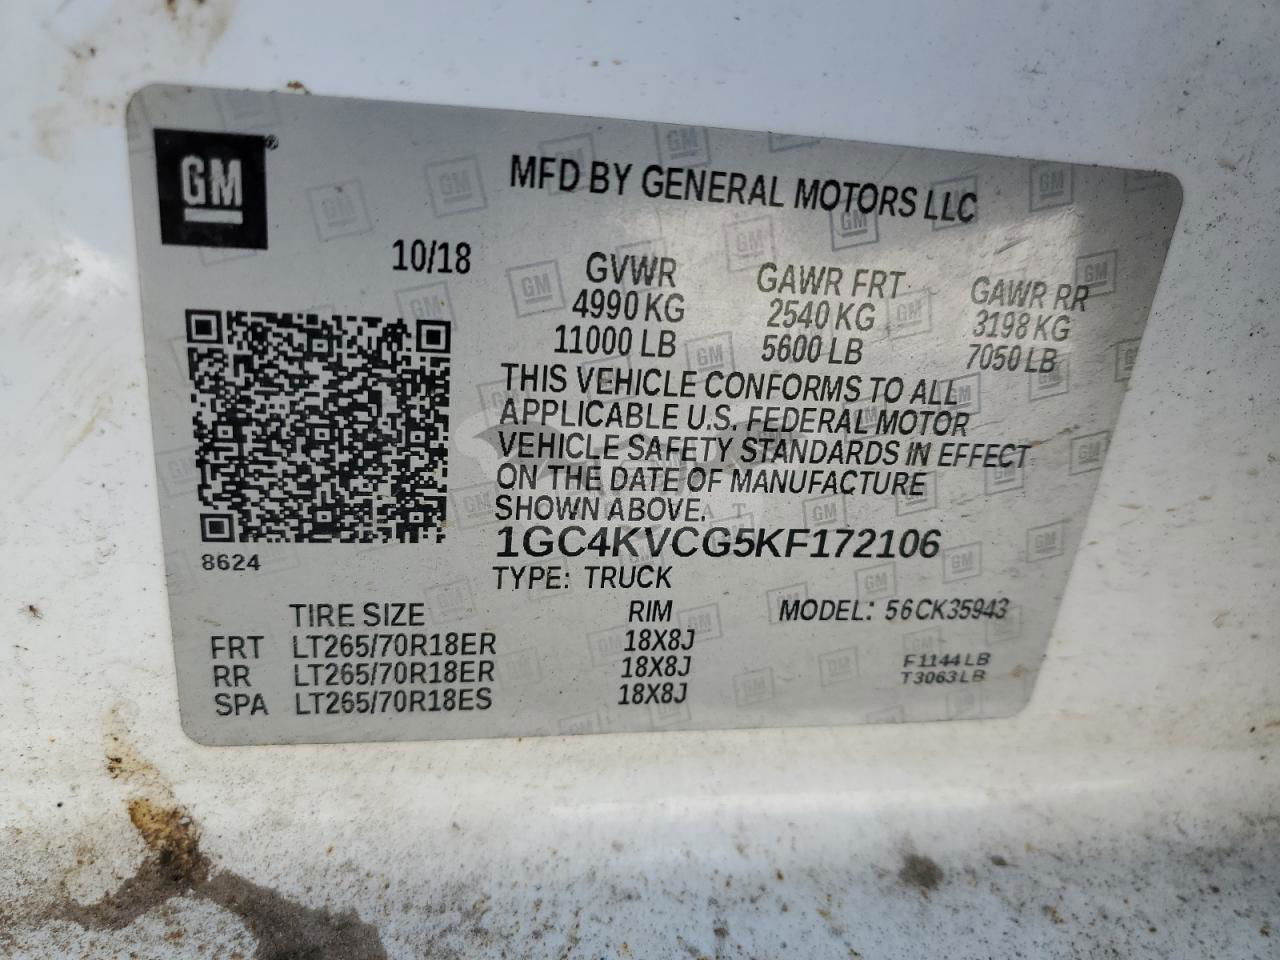 GM
MFD BY GENERAL MOTORS LLC
10/18
GVWR GAWR FRT GAWR RR
4990 KG 2540 KG 3198 KG
11000 LB 5600 LB 7050 LB
THIS VEHICLE CONFORMS TO ALL
APPLICABLE U.S. FEDERAL MOTOR
VEHICLE SAFETY STANDARDS IN EFFECT
ON THE DATE OF MANUFACTURE
SHOWN ABOVE.
1GC4KVCG5KF172106
8624
TYPE: TRUCK
TIRE SIZE RIM MODEL: 56CK35943
FRT LT265/70R18ER 18X8J
RR LT265/70R18ER 18X8J
SPA LT265/70R18ES 18X8J
F1144LB
T3063LB